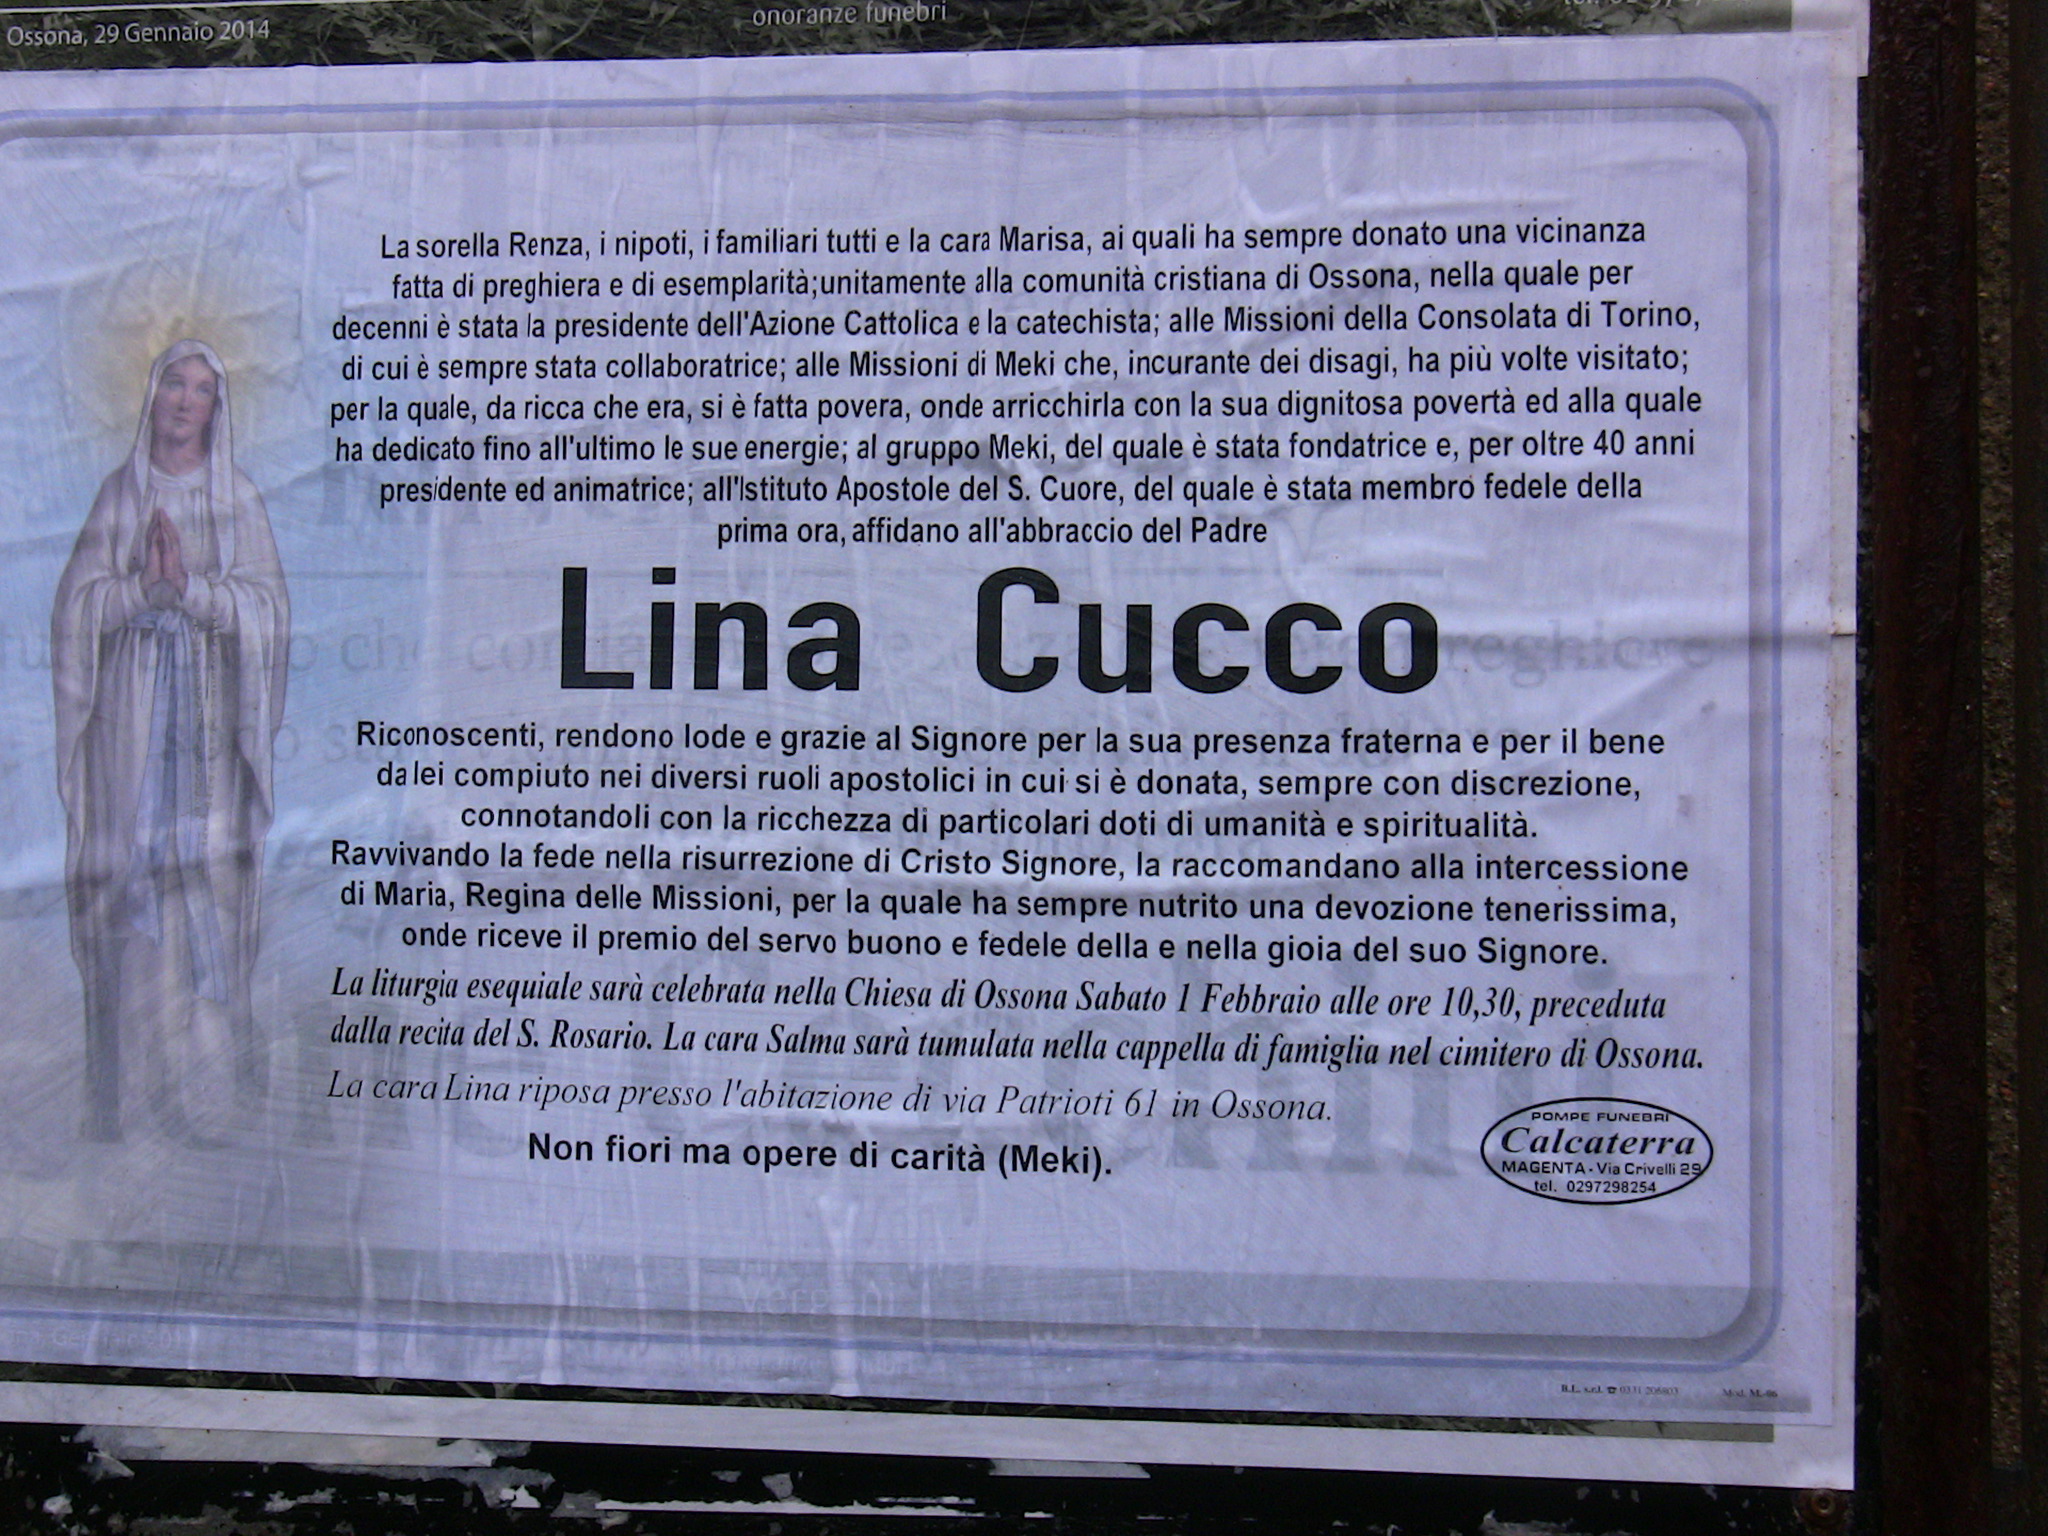 Ossona, 29 Gennaio 2014
onoranze funebri
La sorella Renza, i nipoti, i familiari tutti e la cara Marisa, ai quali ha sempre donato una vicinanza
fatta di preghiera e di esemplarità;unitamente alla comunità cristiana di Ossona, nella quale per
decenni è stata la presidente dell'Azione Cattolica e la catechista; alle Missioni della Consolata di Torino,
di cui è sempre stata collaboratrice; alle Missioni di Meki che, incurante dei disagi, ha più volte visitato;
per la quale, da ricca che era, si è fatta povera, onde arricchirla con la sua dignitosa povertà ed alla quale
ha dedicato fino all'ultimo le sue energie; al gruppo Meki, del quale è stata fondatrice e, per oltre 40 anni
presidente ed animatrice; all'Istituto Apostole del S. Cuore, del quale è stata membro fedele della
prima ora, affidano all'abbraccio del Padre
Lina Cucco
Riconoscenti, rendono lode e grazie al Signore per la sua presenza fraterna e per il bene
da lei compiuto nei diversi ruoli apostolici in cui si è donata, sempre con discrezione,
connotandoli con la ricchezza di particolari doti di umanità e spiritualità.
Ravvivando la fede nella risurrezione di Cristo Signore, la raccomandano alla intercessione
di Maria, Regina delle Missioni, per la quale ha sempre nutrito una devozione tenerissima,
onde riceve il premio del servo buono e fedele della e nella gioia del suo Signore.
La liturgia esequiale sarà celebrata nella Chiesa di Ossona Sabato 1 Febbraio alle ore 10,30, preceduta
dalla recita del S. Rosario. La cara Salma sarà tumulata nella cappella di famiglia nel cimitero di Ossona.
La cara Lina riposa presso l'abitazione di via Patrioti 61 in Ossona.
Non fiori ma opere di carità (Meki).
POMPE FUNEBRI
Calcaterra
MAGENTA - Via Crivelli 29
tel. 0297298254
B.L. s.r.l. ☎ 0331 206803 Mod. M-06